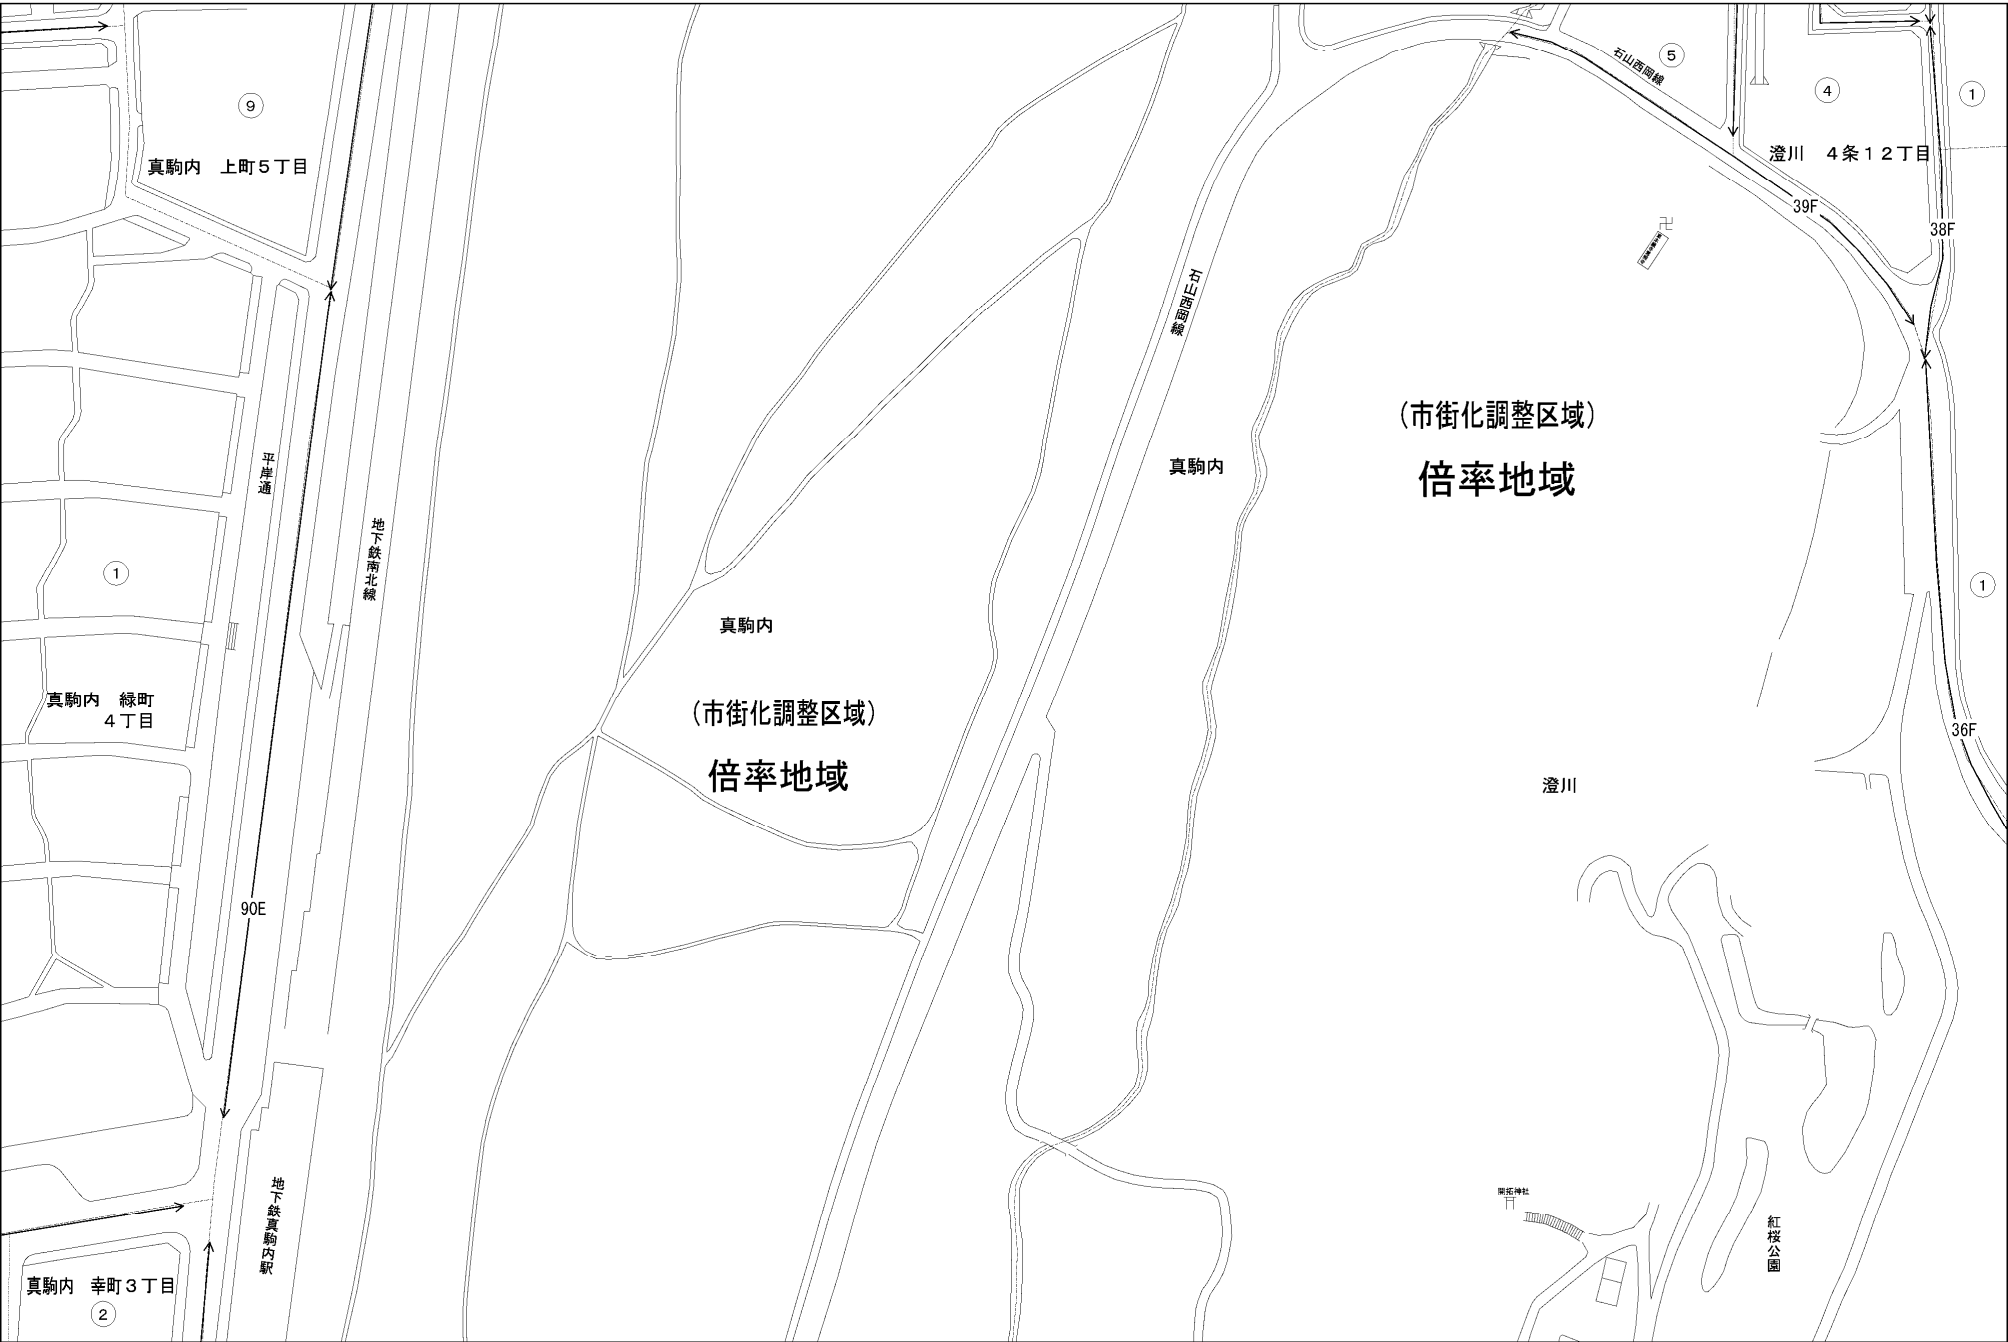 ⑨
真駒内 上町5丁目
石山西岡線
⑤
④
①
澄川 4条12丁目
39F
38F
石山西岡線
(市街化調整区域)
倍率地域
真駒内
平岸通
地下鉄南北線
①
①
真駒内
真駒内 緑町
4丁目
(市街化調整区域)
倍率地域
36F
澄川
90E
開拓神社
紅桜公園
地下鉄真駒内駅
真駒内 幸町3丁目
②